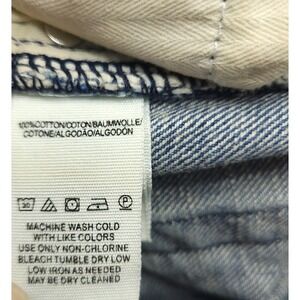 100%COTTON/COTON/BAUMWOLLE/
COTONE/ALGODÃO/ALGODÓN
MACHINE WASH COLD
WITH LIKE COLORS
USE ONLY NON-CHLORINE
BLEACH TUMBLE DRY LOW
LOW IRON AS NEEDED
MAY BE DRY CLEANED